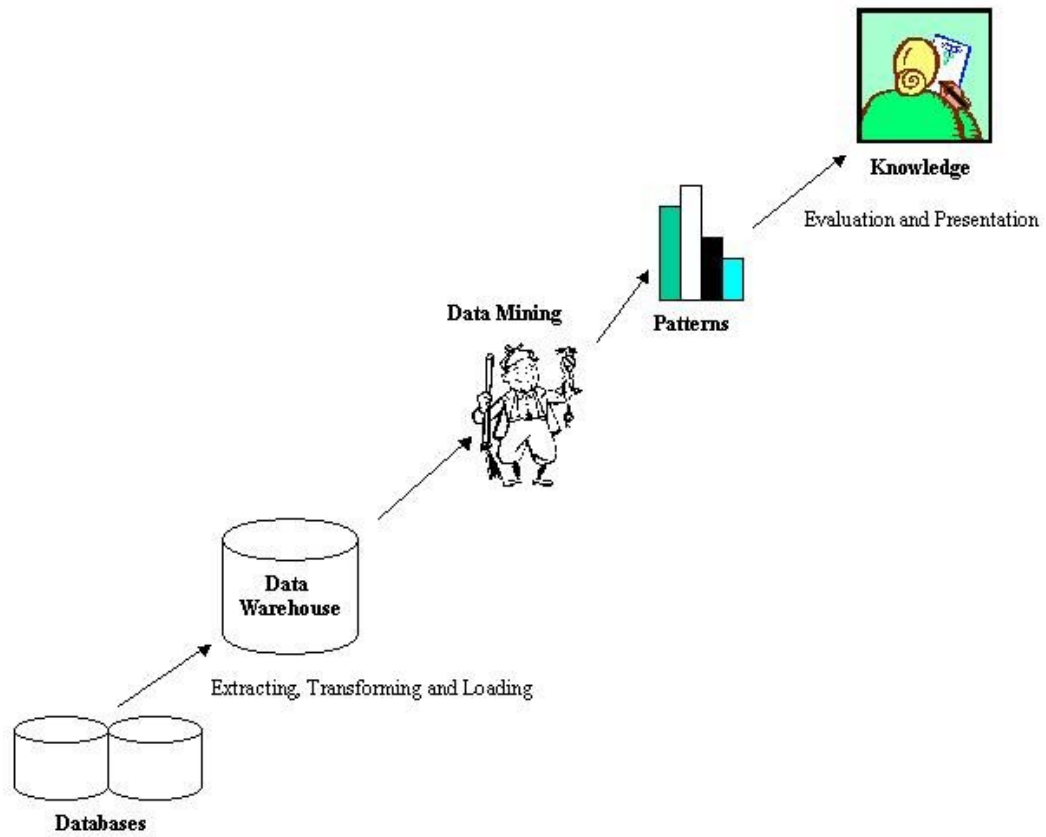 Knowledge
Evaluation and Presentation
Data Mining
Patterns
Data
Warehouse
Extracting, Transforming and Loading
Databases